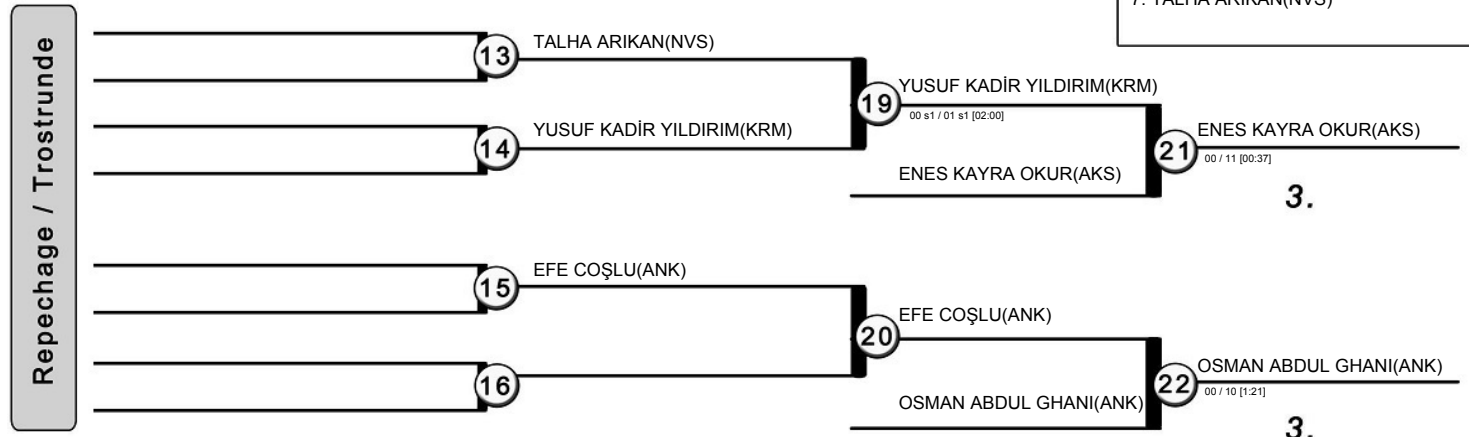 7. TALHA ARIKAN(NVS)
Repechage / Trostrunde
13
TALHA ARIKAN(NVS)
14
YUSUF KADİR YILDIRIM(KRM)
19
YUSUF KADİR YILDIRIM(KRM)
00 s1 / 01 s1 [02:00]
ENES KAYRA OKUR(AKS)
21
ENES KAYRA OKUR(AKS)
00 / 11 [00:37]
3.
15
EFE COŞLU(ANK)
16
20
EFE COŞLU(ANK)
OSMAN ABDUL GHANI(ANK)
22
OSMAN ABDUL GHANI(ANK)
00 / 10 [1:21]
3.